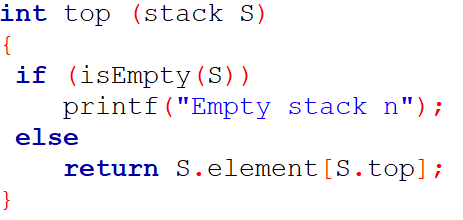 int top (stack S)
{
if (isEmpty(S))
printf("Empty stack n");
else
return S.element[S.top];
}